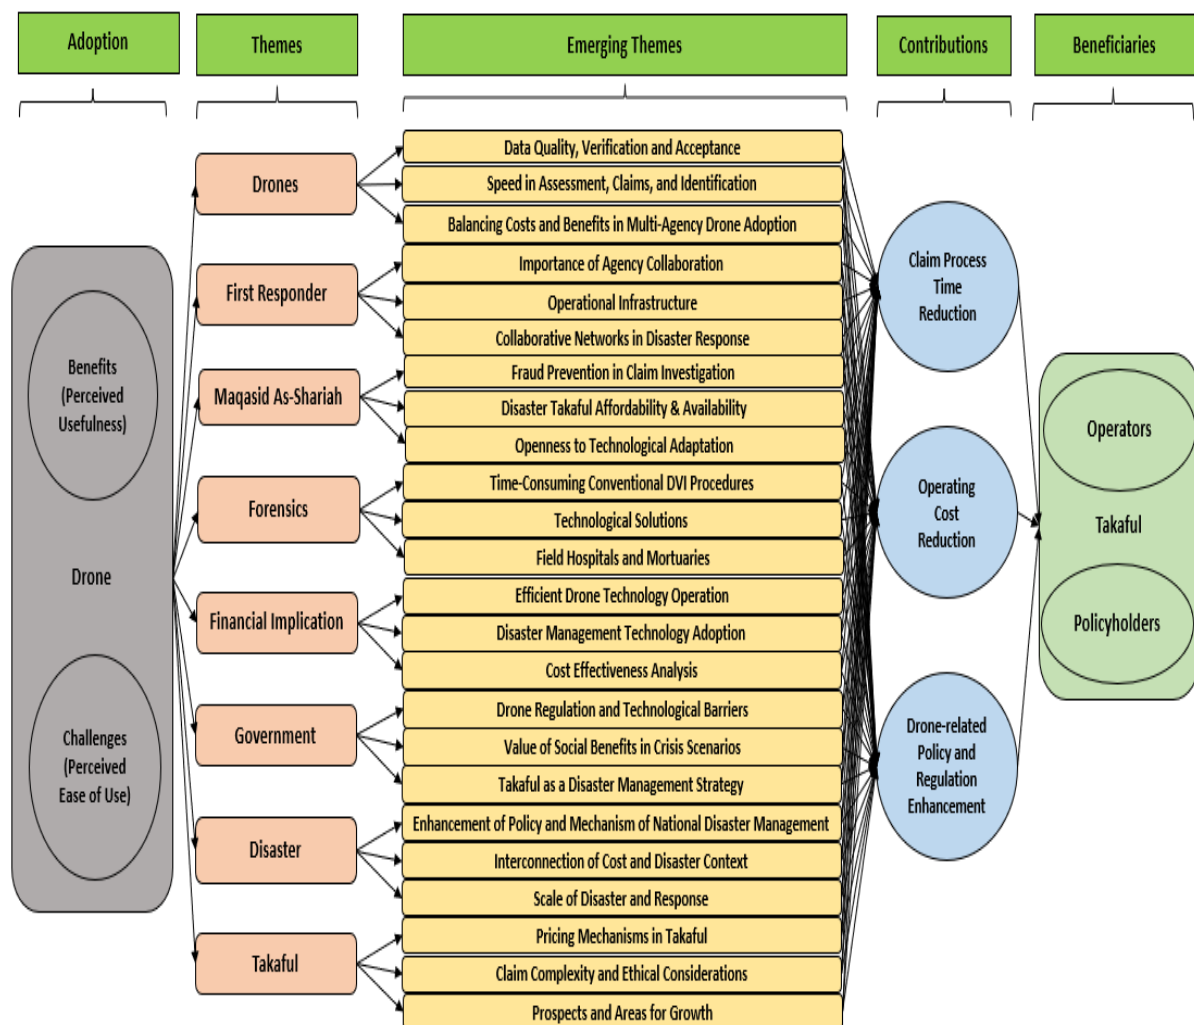 Adoption
Themes
Emerging Themes
Contributions
Beneficiaries
Benefits
(Perceived
Usefulness)
Drone
Challenges
(Perceived
Ease of Use)
Drones
First Responder
Maqasid As-Shariah
Forensics
Financial Implication
Government
Disaster
Takaful
Data Quality, Verification and Acceptance
Speed in Assessment, Claims, and Identification
Balancing Costs and Benefits in Multi-Agency Drone Adoption
Importance of Agency Collaboration
Operational Infrastructure
Collaborative Networks in Disaster Response
Fraud Prevention in Claim Investigation
Disaster Takaful Affordability & Availability
Openness to Technological Adaptation
Time-Consuming Conventional DVI Procedures
Technological Solutions
Field Hospitals and Mortuaries
Efficient Drone Technology Operation
Disaster Management Technology Adoption
Cost Effectiveness Analysis
Drone Regulation and Technological Barriers
Value of Social Benefits in Crisis Scenarios
Takaful as a Disaster Management Strategy
Enhancement of Policy and Mechanism of National Disaster Management
Interconnection of Cost and Disaster Context
Scale of Disaster and Response
Pricing Mechanisms in Takaful
Claim Complexity and Ethical Considerations
Prospects and Areas for Growth
Claim Process
Time
Reduction
Operating
Cost
Reduction
Drone-related
Policy and
Regulation
Enhancement
Operators
Takaful
Policyholders